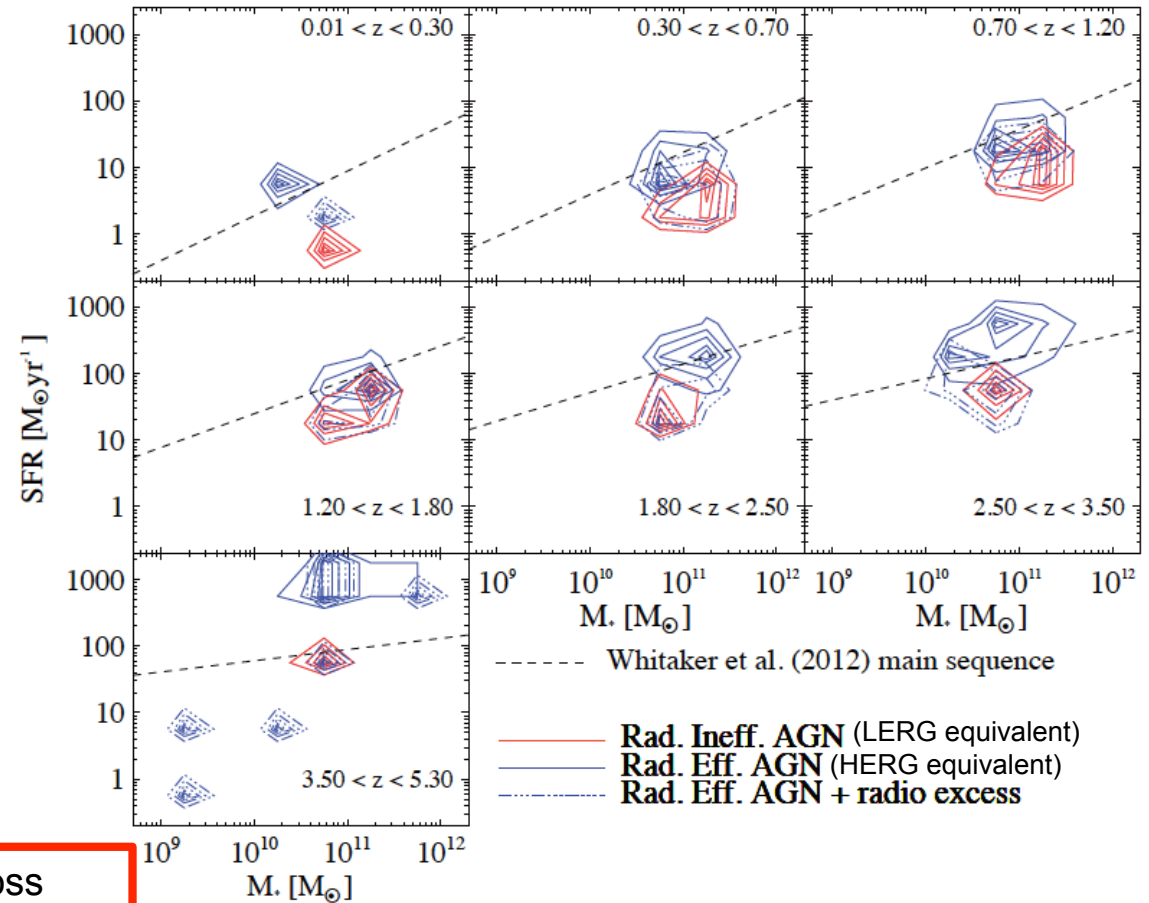 0.01 < z < 0.30
0.30 < z < 0.70
0.70 < z < 1.20
1000
100
10
1
1000
100
10
1
1.20 < z < 1.80
1.80 < z < 2.50
2.50 < z < 3.50
SFR [M⊙yr⁻¹]
1000
100
10
1
3.50 < z < 5.30
10⁹ 10¹⁰ 10¹¹ 10¹²
M* [M⊙]
10⁹ 10¹⁰ 10¹¹ 10¹²
M* [M⊙]
10⁹ 10¹⁰ 10¹¹ 10¹²
M* [M⊙]
Whitaker et al. (2012) main sequence
Rad. Ineff. AGN (LERG equivalent)
Rad. Eff. AGN (HERG equivalent)
Rad. Eff. AGN + radio excess